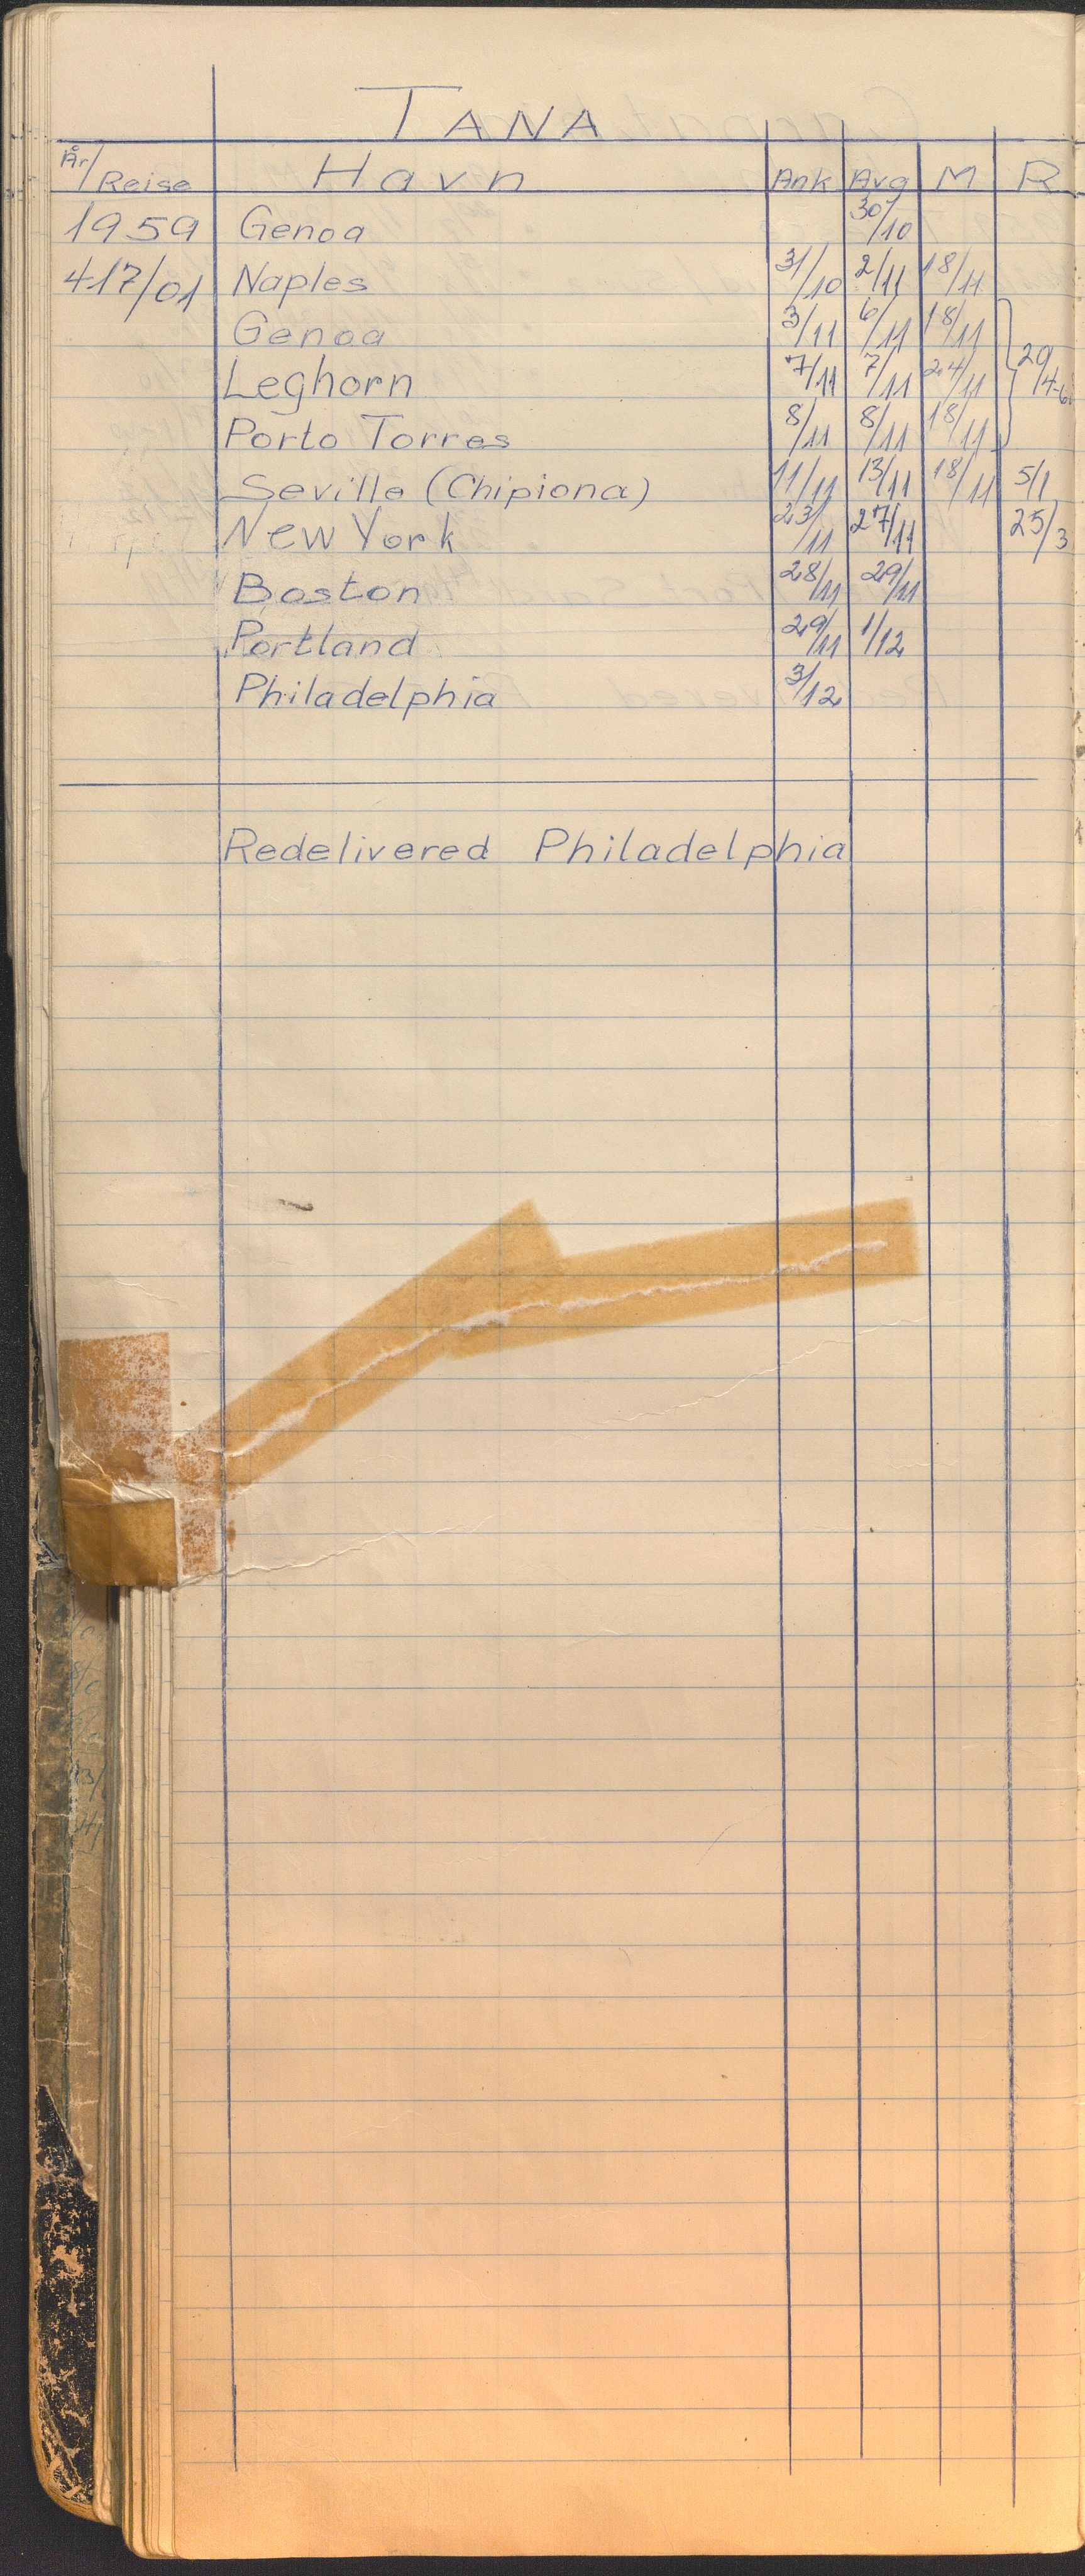 TANA
År/Reise Havn Ank Avg M R
1959 Genoa 30/10
417/01 Naples 31/10 2/11 18/11
Genoa 3/11 6/11 18/11
Leghorn 7/11 7/11 24/11 29/4-60
Porto Torres 8/11 8/11 18/11
Seville (Chipiona) 11/11 13/11 18/11 5/1
New York 23/11 27/11 25/3
Boston 28/11 29/11
Portland 29/11 1/12
Philadelphia 3/12
Redelivered Philadelphia